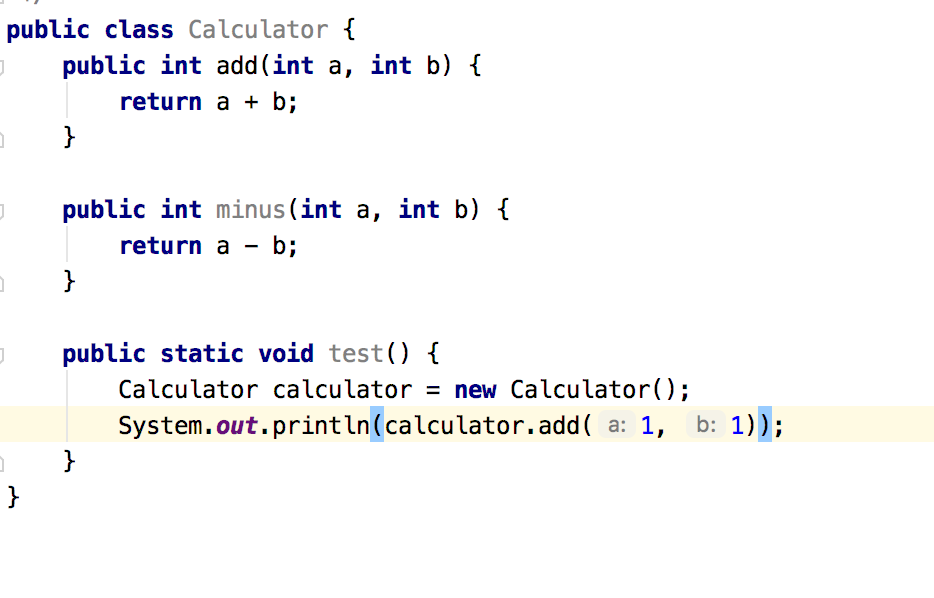 public class Calculator {
    public int add(int a, int b) {
        return a + b;
    }

    public int minus(int a, int b) {
        return a - b;
    }

    public static void test() {
        Calculator calculator = new Calculator();
        System.out.println(calculator.add( a: 1,  b: 1));
    }
}